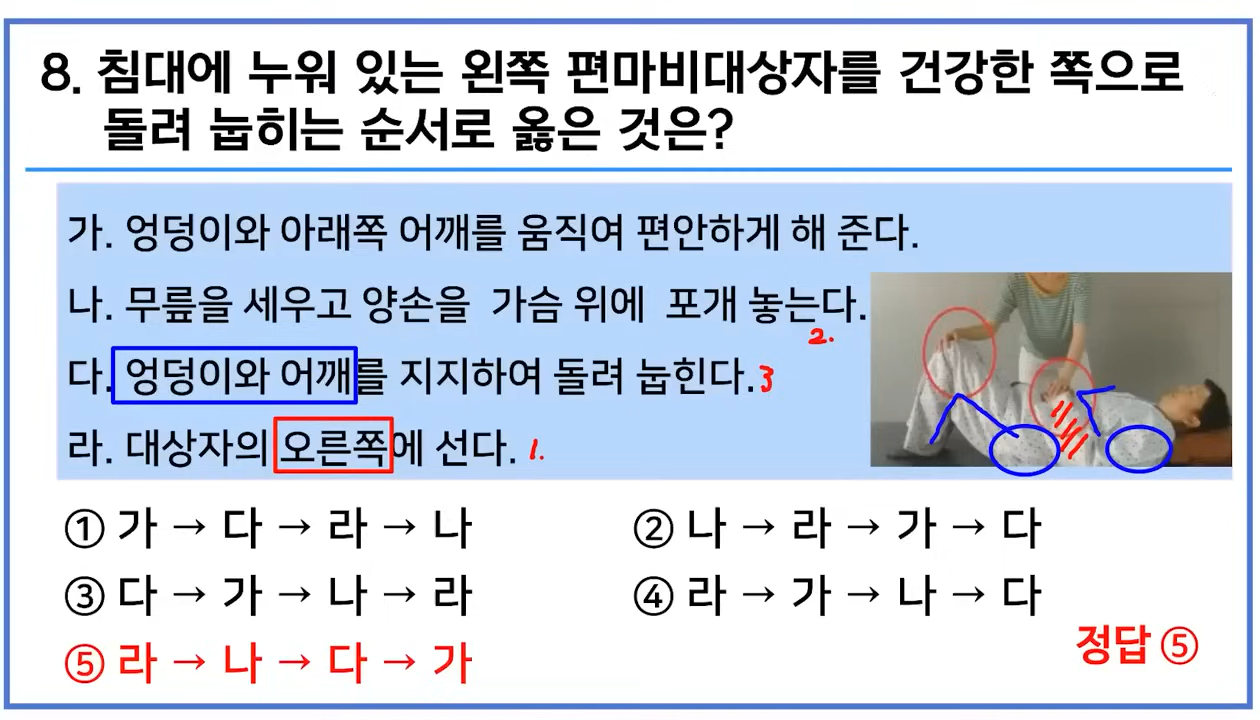 8. 침대에 누워 있는 왼쪽 편마비대상자를 건강한 쪽으로
돌려 눕히는 순서로 옳은 것은?
가. 엉덩이와 아래쪽 어깨를 움직여 편안하게 해 준다.
나. 무릎을 세우고 양손을 가슴 위에 포개 놓는다.
2.
다. 엉덩이와 어깨를 지지하여 돌려 눕힌다. 3
라. 대상자의 오른쪽에 선다. 1.
① 가 → 다 → 라 → 나
② 나 → 라 → 가 → 다
③ 다 → 가 → 나 → 라
④ 라 → 가 → 나 → 다
⑤ 라 → 나 → 다 → 가
정답 ⑤